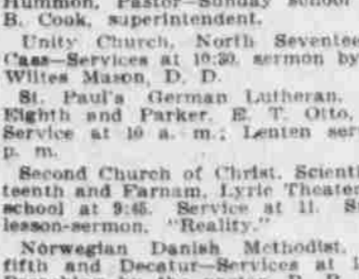 Hummon, Pastor—Sunday school
B. Cook, superintendent.
Unity Church, North Sevente
Cass—Services at 10:30, sermon by
Wiltes Mason, D. D.
St. Paul's German Lutheran,
Eighth and Parker, E. T. Otto,
Service at 10 a. m.; Lenten ser
p. m.
Second Church of Christ, Scienti
teenth and Farnam, Lyric Theater
school at 9:45. Service at 11. S
lesson-sermon, "Reality."
Norwegian Danish Methodist,
fifth and Decatur—Services at